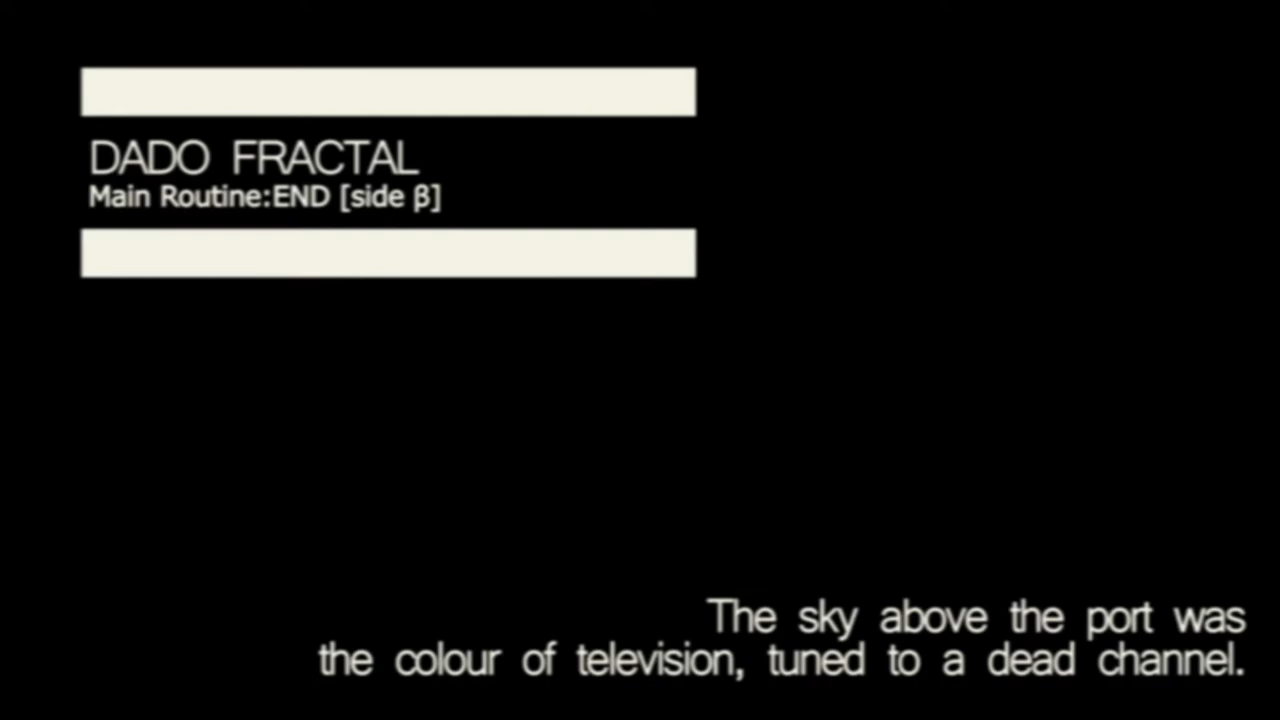 DADO FRACTAL
Main Routine:END [side β]
The sky above the port was
the colour of television, tuned to a dead channel.